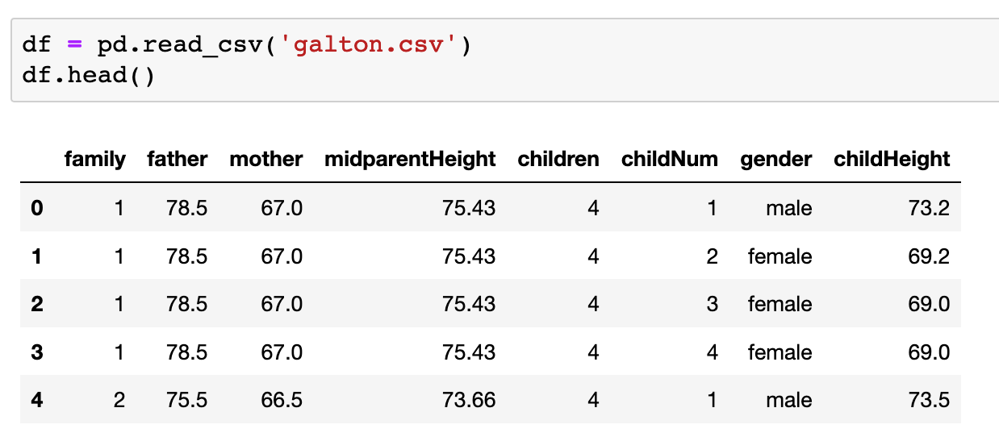 df = pd.read_csv('galton.csv')
df.head()
family father mother midparentHeight children childNum gender childHeight
0 1 78.5 67.0 75.43 4 1 male 73.2
1 1 78.5 67.0 75.43 4 2 female 69.2
2 1 78.5 67.0 75.43 4 3 female 69.0
3 1 78.5 67.0 75.43 4 4 female 69.0
4 2 75.5 66.5 73.66 4 1 male 73.5